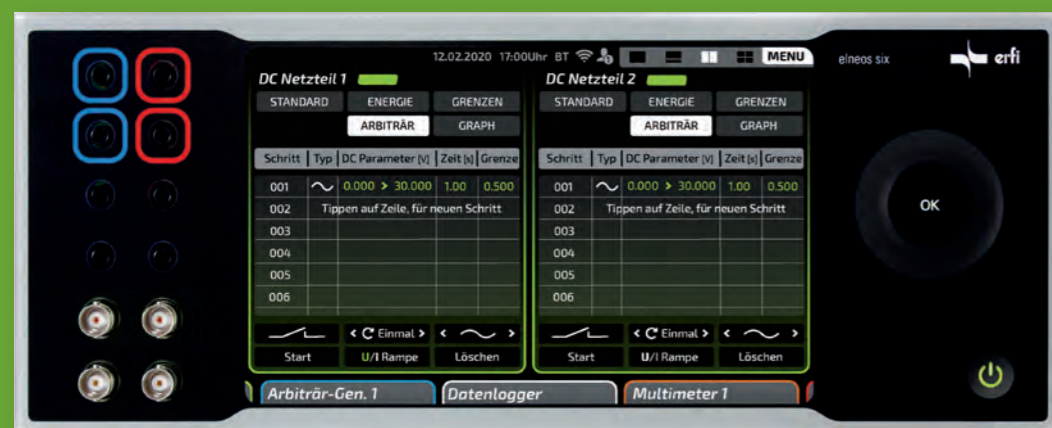 12.02.2020 17:00Uhr BT MENU
elneos six
erfi
DC Netzteil 1
STANDARD ENERGIE GRENZEN
ARBITRÄR GRAPH
Schritt Typ DC Parameter [V] Zeit [s] Grenze
001 0.000 > 30.000 1.00 0.500
002 Tippen auf Zeile, für neuen Schritt
003
004
005
006
< Einmal > < >
Start U/I Rampe Löschen
DC Netzteil 2
STANDARD ENERGIE GRENZEN
ARBITRÄR GRAPH
Schritt Typ DC Parameter [V] Zeit [s] Grenze
001 0.000 > 30.000 1.00 0.500
002 Tippen auf Zeile, für neuen Schritt
003
004
005
006
< Einmal > < >
Start U/I Rampe Löschen
Arbiträr-Gen. 1 Datenlogger Multimeter 1
OK